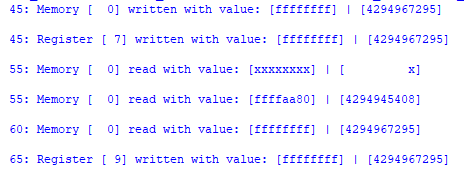 45: Memory [  0] written with value: [ffffffff] | [4294967295]
45: Register [ 7] written with value: [ffffffff] | [4294967295]
55: Memory [  0] read with value: [xxxxxxxx] | [         x]
55: Memory [  0] read with value: [ffffaa80] | [4294945408]
60: Memory [  0] read with value: [ffffffff] | [4294967295]
65: Register [ 9] written with value: [ffffffff] | [4294967295]